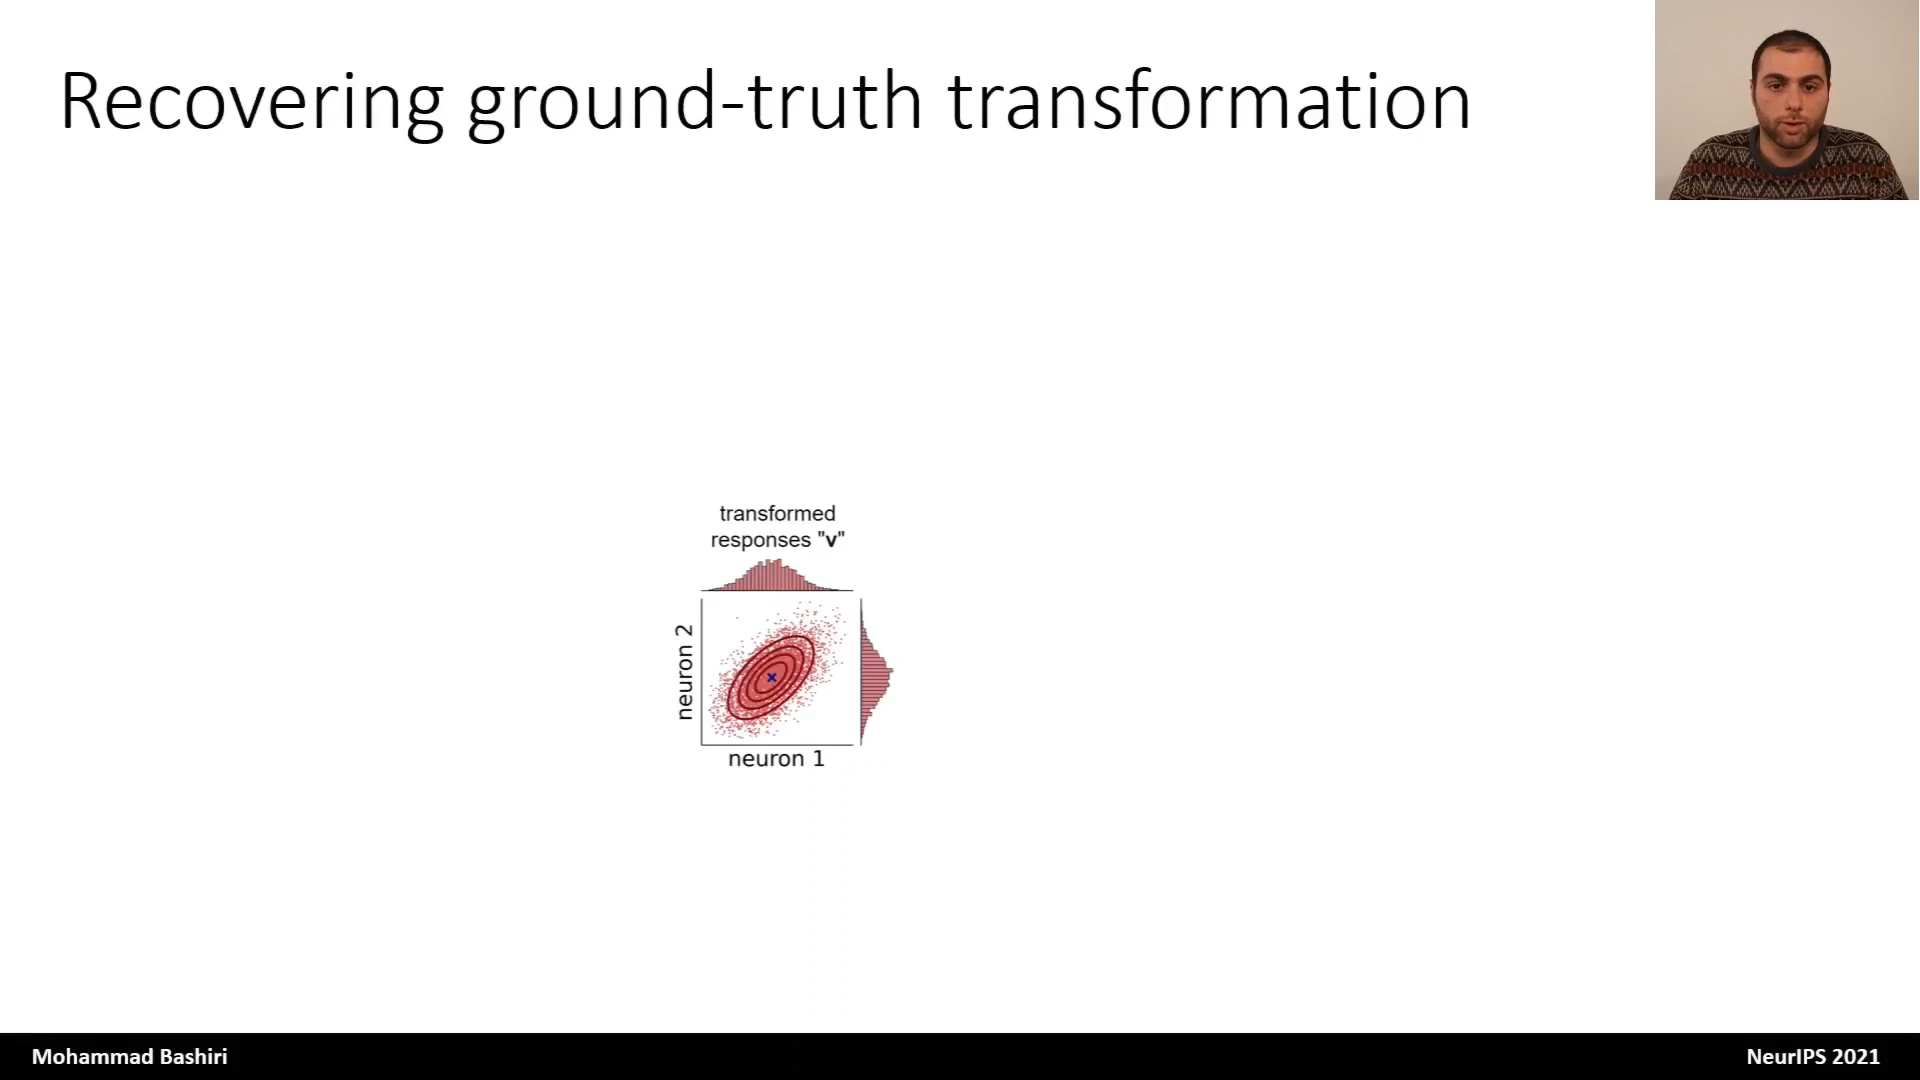 Recovering ground-truth transformation
transformed
responses "v"
neuron 2
neuron 1
Mohammad Bashiri
NeurIPS 2021